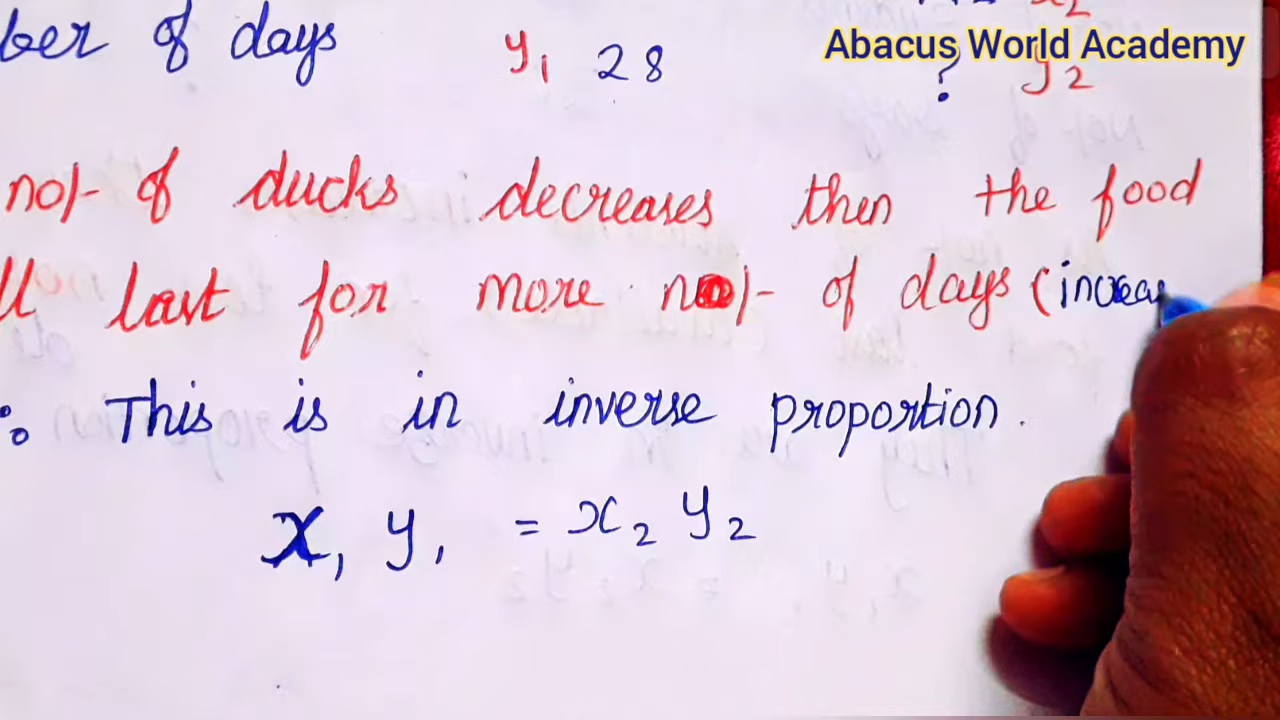 Abacus World Academy
ber of days y₁ 28 ? y₂
no/- of ducks decreases then the food
ll last for more no/- of days (increas
∴ This is in inverse proportion.
x₁ y₁ = x₂ y₂